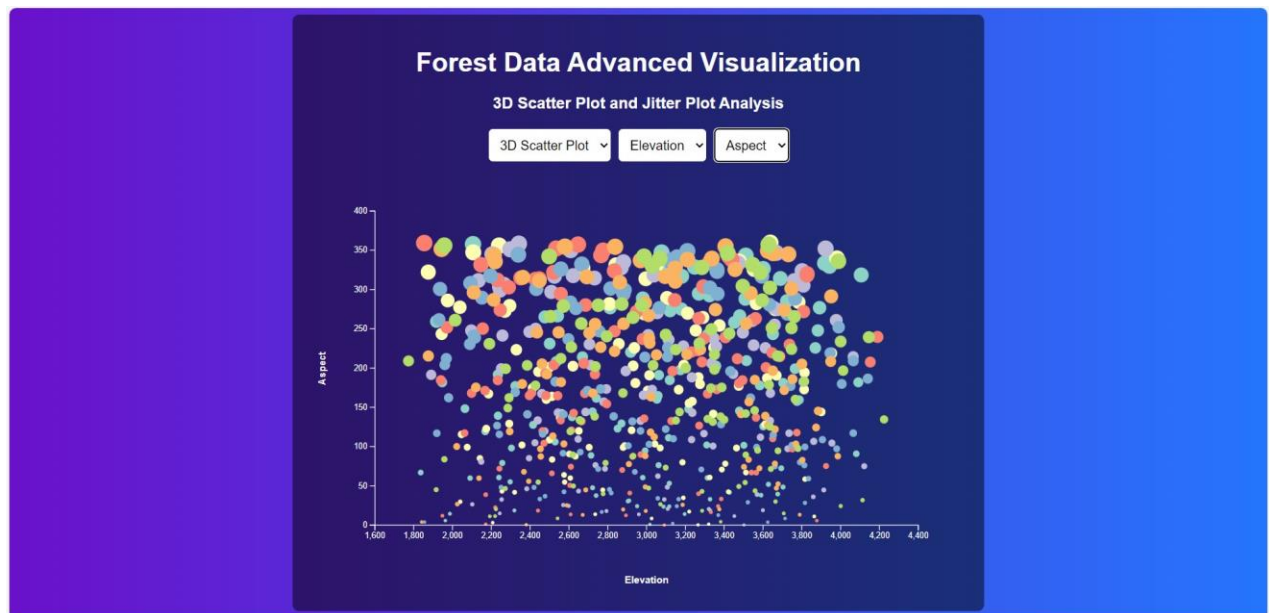 Forest Data Advanced Visualization
3D Scatter Plot and Jitter Plot Analysis
3D Scatter Plot Elevation Aspect
400
350
300
250
200
150
100
50
0
Aspect
1,600 1,800 2,000 2,200 2,400 2,600 2,800 3,000 3,200 3,400 3,600 3,800 4,000 4,200 4,400
Elevation